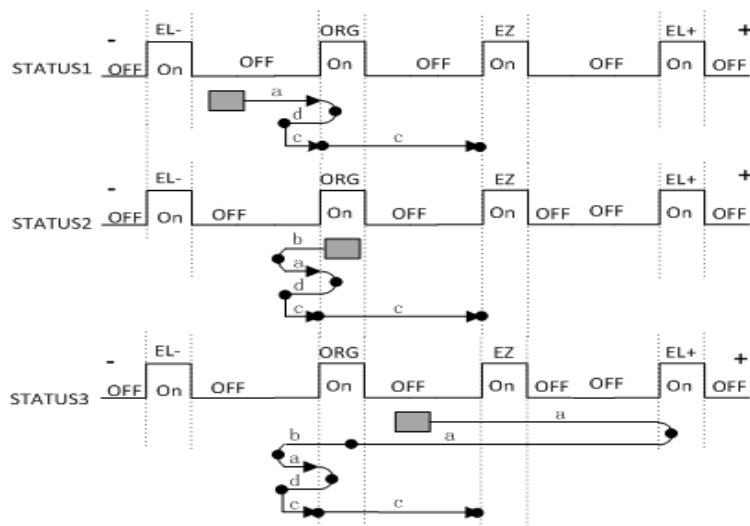 - EL- ORG EZ EL+ +
STATUS1 OFF On OFF On OFF On OFF On OFF
a
d
c c
- EL- ORG EZ EL+ +
STATUS2 OFF On OFF On OFF On OFF OFF On OFF
b
a
d
c c
- EL- ORG EZ EL+ +
STATUS3 OFF On OFF On OFF On OFF OFF On OFF
a
b a
a
d
c c